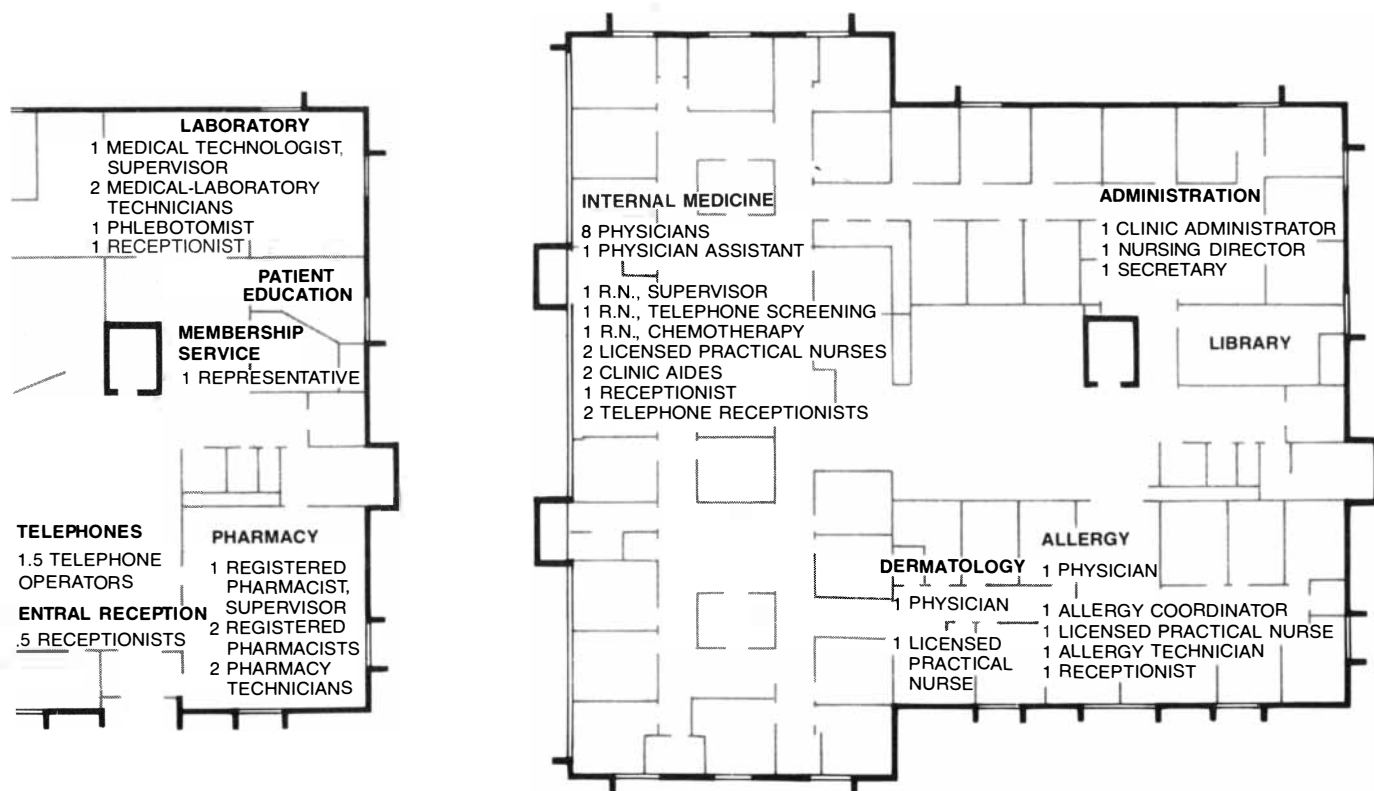 LABORATORY
1 MEDICAL TECHNOLOGIST,
SUPERVISOR
2 MEDICAL-LABORATORY
TECHNICIANS
1 PHLEBOTOMIST
1 RECEPTIONIST
PATIENT
EDUCATION
MEMBERSHIP
SERVICE
1 REPRESENTATIVE
TELEPHONES
1.5 TELEPHONE
OPERATORS
ENTRAL RECEPTION
.5 RECEPTIONISTS
PHARMACY
1 REGISTERED
PHARMACIST,
SUPERVISOR
2 REGISTERED
PHARMACISTS
2 PHARMACY
TECHNICIANS
INTERNAL MEDICINE
8 PHYSICIANS
1 PHYSICIAN ASSISTANT
1 R.N., SUPERVISOR
1 R.N., TELEPHONE SCREENING
1 R.N., CHEMOTHERAPY
2 LICENSED PRACTICAL NURSES
2 CLINIC AIDES
1 RECEPTIONIST
2 TELEPHONE RECEPTIONISTS
ADMINISTRATION
1 CLINIC ADMINISTRATOR
1 NURSING DIRECTOR
1 SECRETARY
LIBRARY
DERMATOLOGY
1 PHYSICIAN
1 LICENSED
PRACTICAL
NURSE
ALLERGY
1 PHYSICIAN
1 ALLERGY COORDINATOR
1 LICENSED PRACTICAL NURSE
1 ALLERGY TECHNICIAN
1 RECEPTIONIST